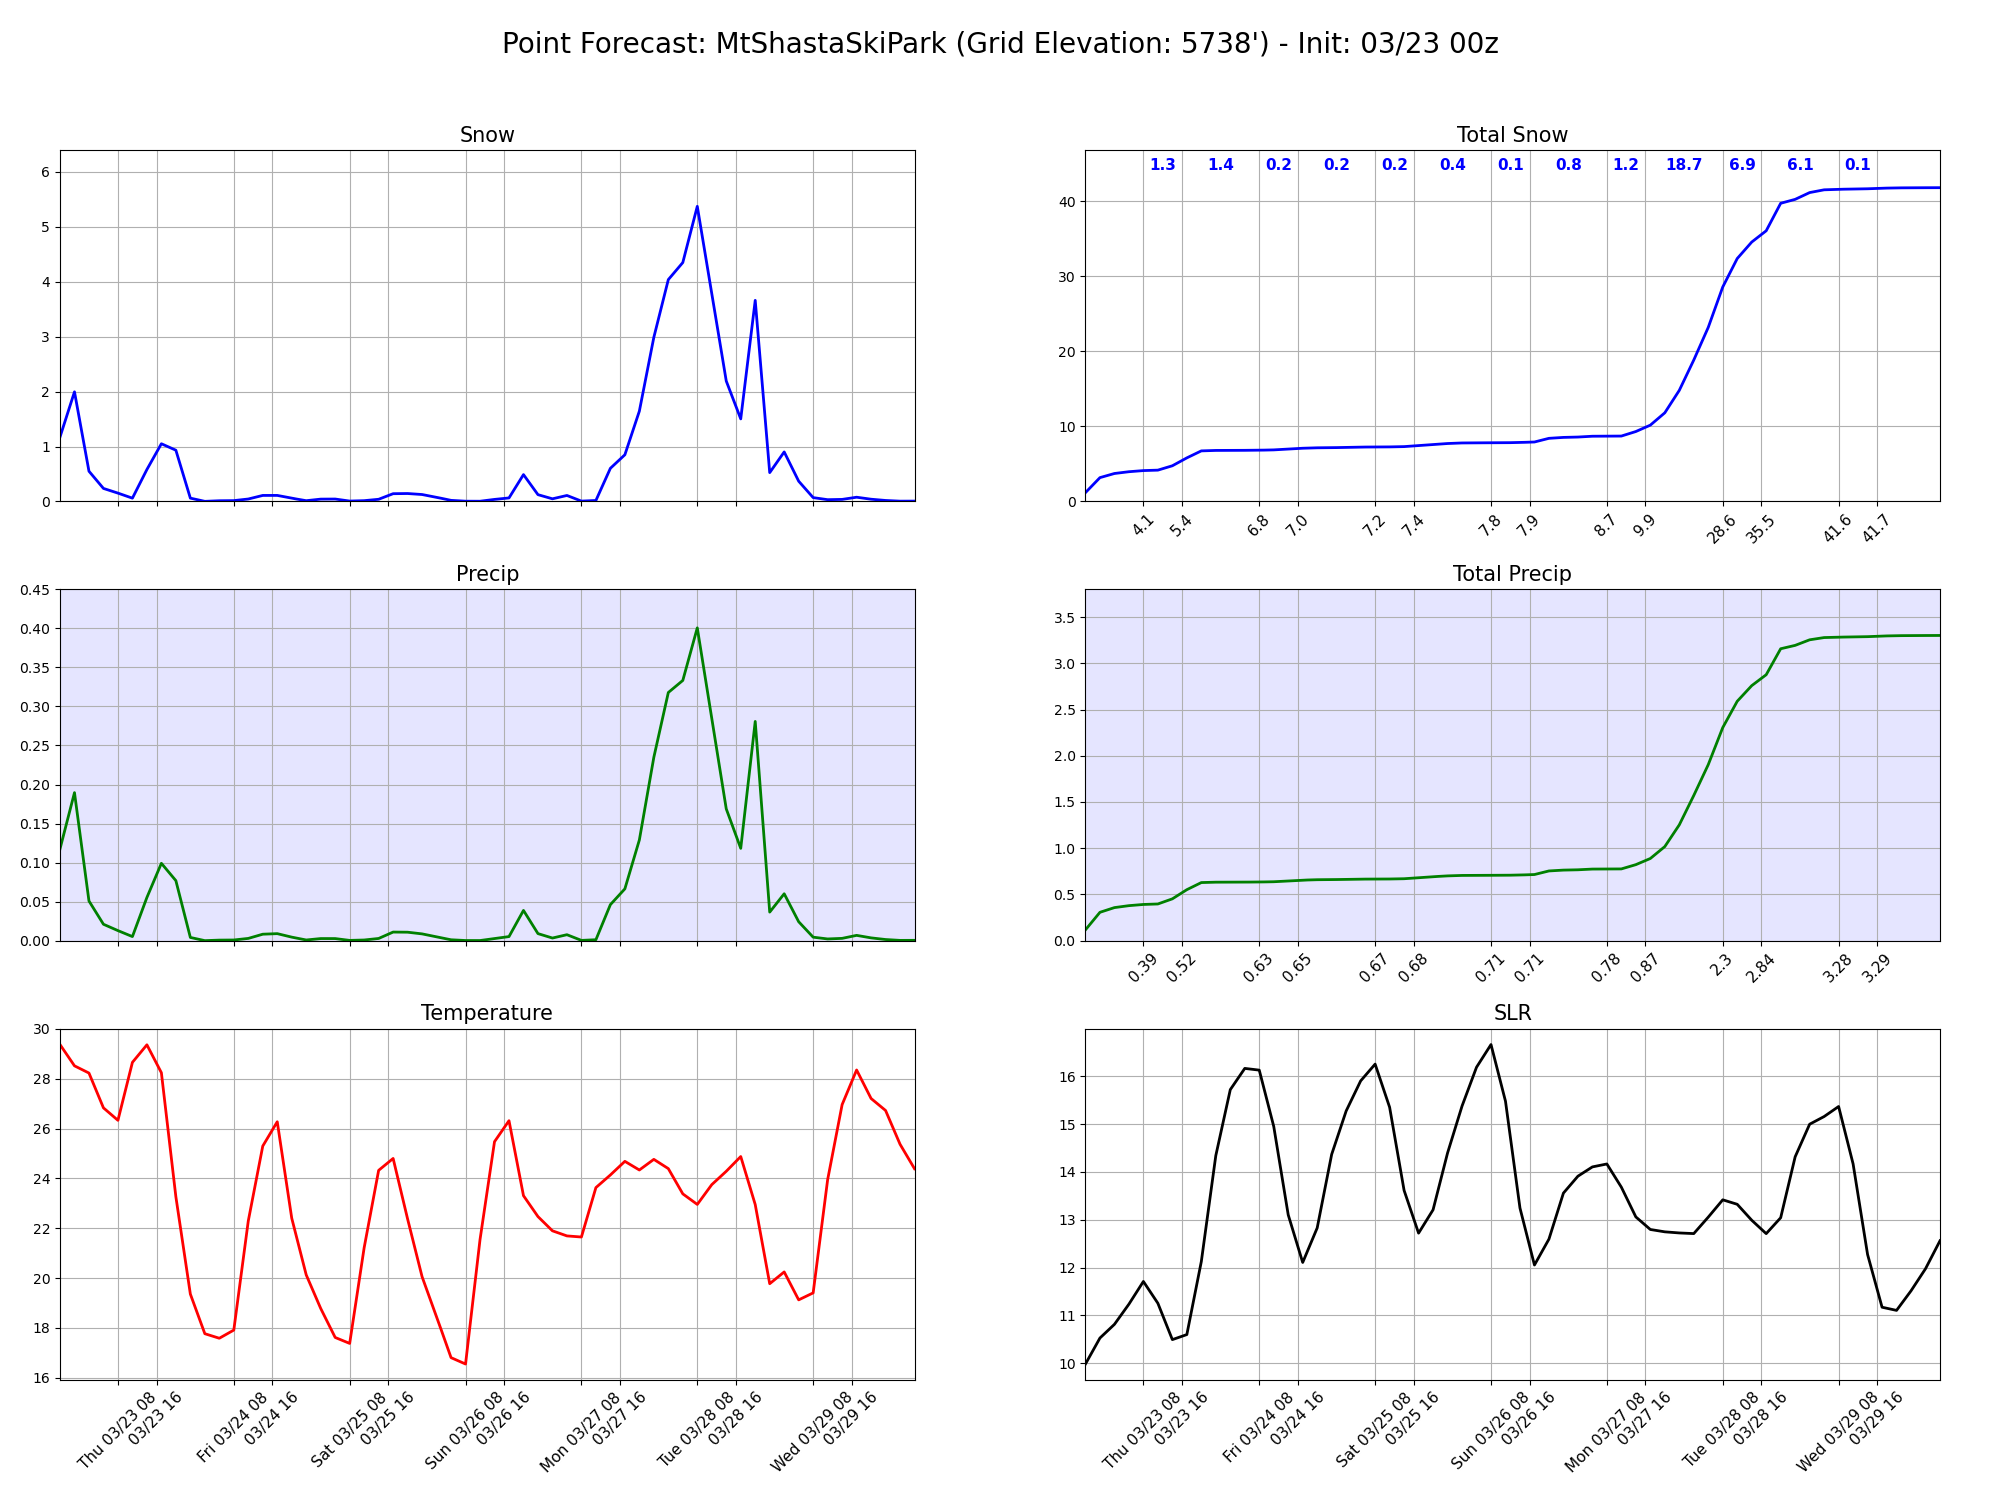 Point Forecast: MtShastaSkiPark (Grid Elevation: 5738') - Init: 03/23 00z
Snow
6
5
4
3
2
1
0
Total Snow
1.3 1.4 0.2 0.2 0.2 0.4 0.1 0.8 1.2 18.7 6.9 6.1 0.1
40
30
20
10
0
4.1 5.4 6.8 7.0 7.2 7.4 7.8 7.9 8.7 9.9 28.6 35.5 41.6 41.7
Precip
0.45
0.40
0.35
0.30
0.25
0.20
0.15
0.10
0.05
0.00
Total Precip
3.5
3.0
2.5
2.0
1.5
1.0
0.5
0.0
0.39 0.52 0.63 0.65 0.67 0.68 0.71 0.71 0.78 0.87 2.3 2.84 3.28 3.29
Temperature
30
28
26
24
22
20
18
16
Thu 03/23 08
03/23 16
Fri 03/24 08
03/24 16
Sat 03/25 08
03/25 16
Sun 03/26 08
03/26 16
Mon 03/27 08
03/27 16
Tue 03/28 08
03/28 16
Wed 03/29 08
03/29 16
SLR
16
15
14
13
12
11
10
Thu 03/23 08
03/23 16
Fri 03/24 08
03/24 16
Sat 03/25 08
03/25 16
Sun 03/26 08
03/26 16
Mon 03/27 08
03/27 16
Tue 03/28 08
03/28 16
Wed 03/29 08
03/29 16